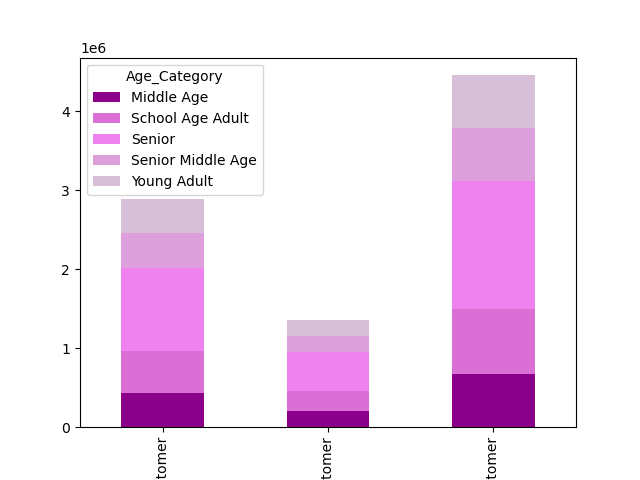 1e6
Age_Category
Middle Age
School Age Adult
Senior
Senior Middle Age
Young Adult
4
3
2
1
0
tomer
tomer
tomer